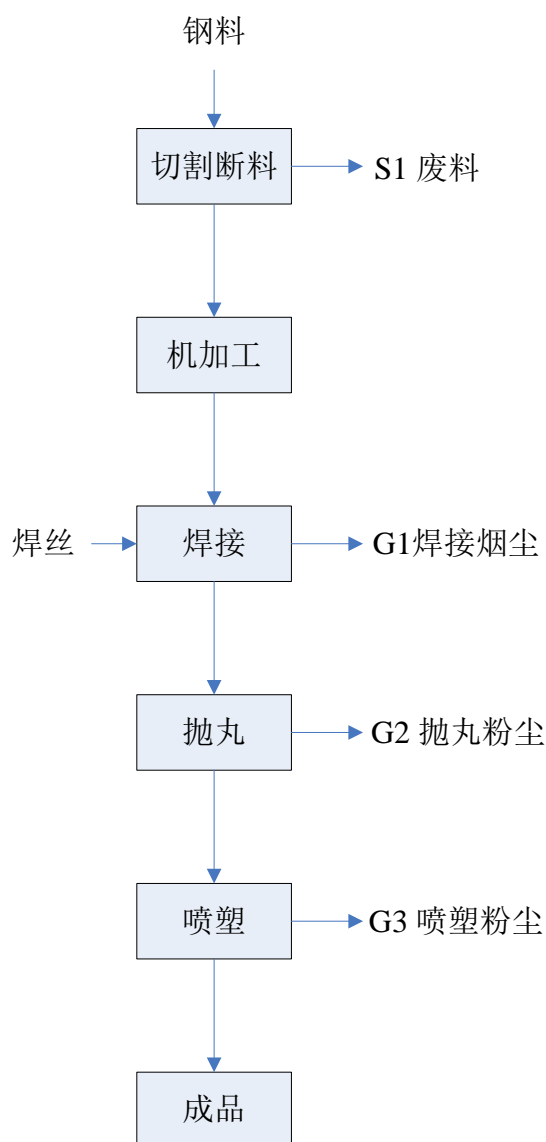 钢料
切割断料
S1 废料
机加工
焊丝
焊接
G1焊接烟尘
抛丸
G2 抛丸粉尘
喷塑
G3 喷塑粉尘
成品